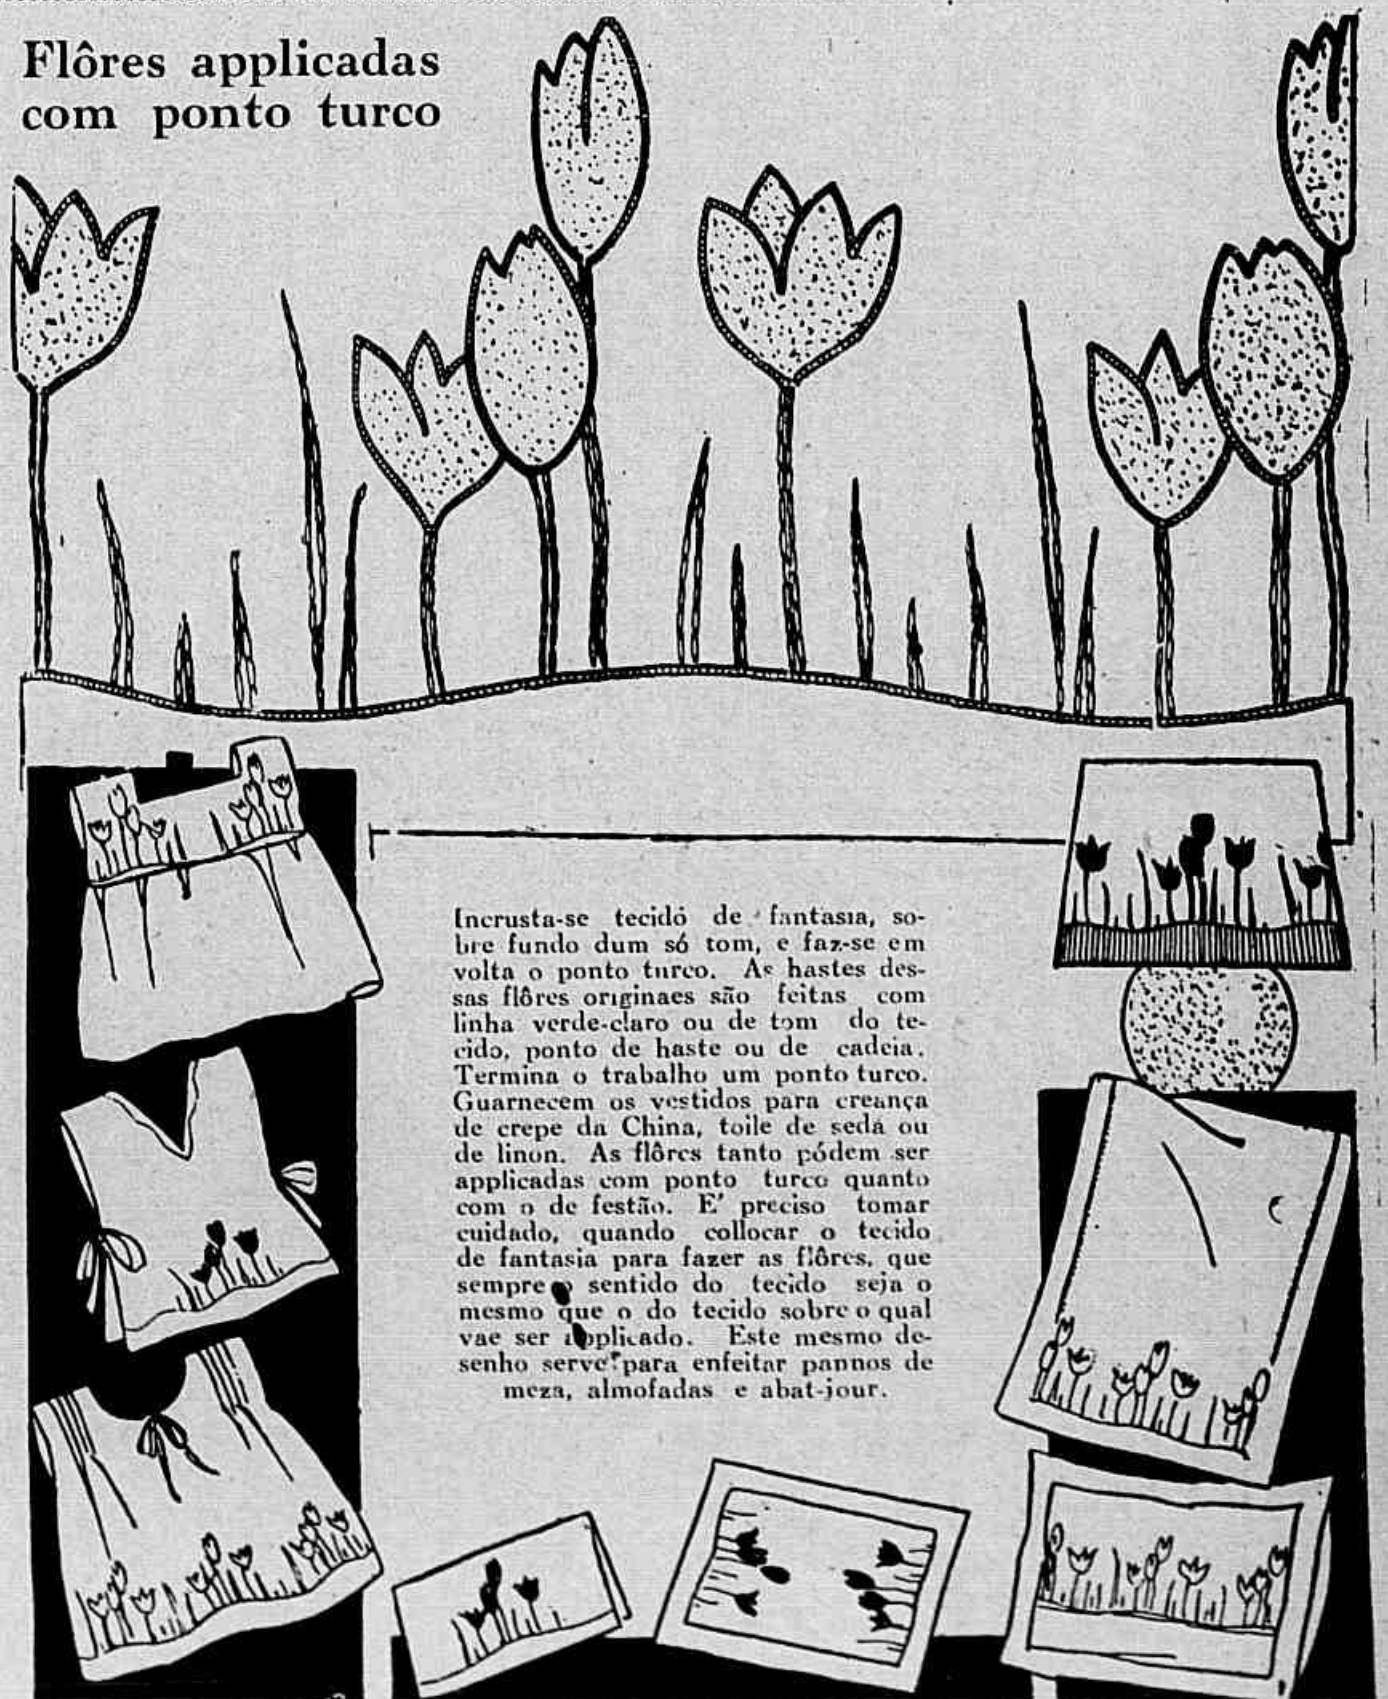 Flôres applicadas
com ponto turco
Incrusta-se tecido de fantasia, so-
bre fundo dum só tom, e faz-se em
volta o ponto turco. As hastes des-
sas flôres originaes são feitas com
linha verde-claro ou de tom do te-
cido, ponto de haste ou de cadeia.
Termina o trabalho um ponto turco.
Guarnecem os vestidos para creança
de crepe da China, toile de seda ou
de linon. As flôres tanto pódem ser
applicadas com ponto turco quanto
com o de festão. E' preciso tomar
cuidado, quando collocar o tecido
de fantasia para fazer as flôres, que
sempre o sentido do tecido seja o
mesmo que o do tecido sobre o qual
vae ser applicado. Este mesmo de-
senho serve para enfeitar pannos de
meza, almofadas e abat-jour.